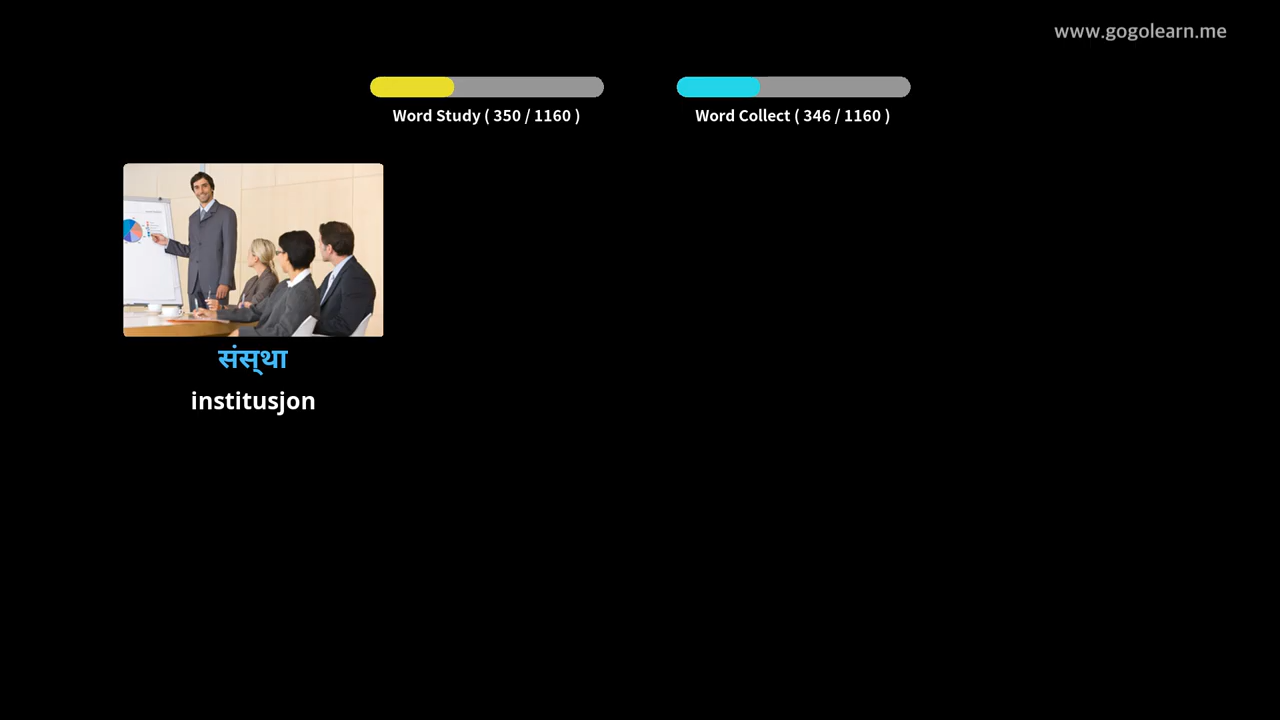 www.gogolearn.me
Word Study ( 350 / 1160 )
Word Collect ( 346 / 1160 )
संस्था
institusjon